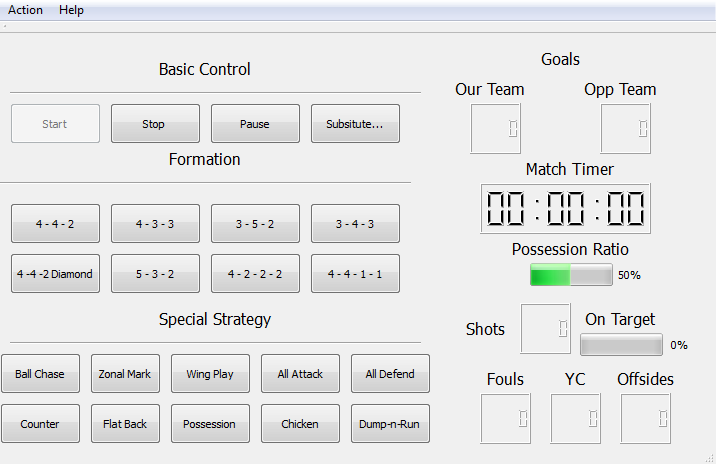 Action Help
Basic Control
Start Stop Pause Subsitute...
Formation
4 - 4 - 2 4 - 3 - 3 3 - 5 - 2 3 - 4 - 3
4 -4 -2 Diamond 5 - 3 - 2 4 - 2 - 2 - 2 4 - 4 - 1 - 1
Special Strategy
Ball Chase Zonal Mark Wing Play All Attack All Defend
Counter Flat Back Possession Chicken Dump-n-Run
Goals
Our Team Opp Team
0 0
Match Timer
00:00:00
Possession Ratio
50%
Shots 0 On Target
0%
Fouls YC Offsides
0 0 0